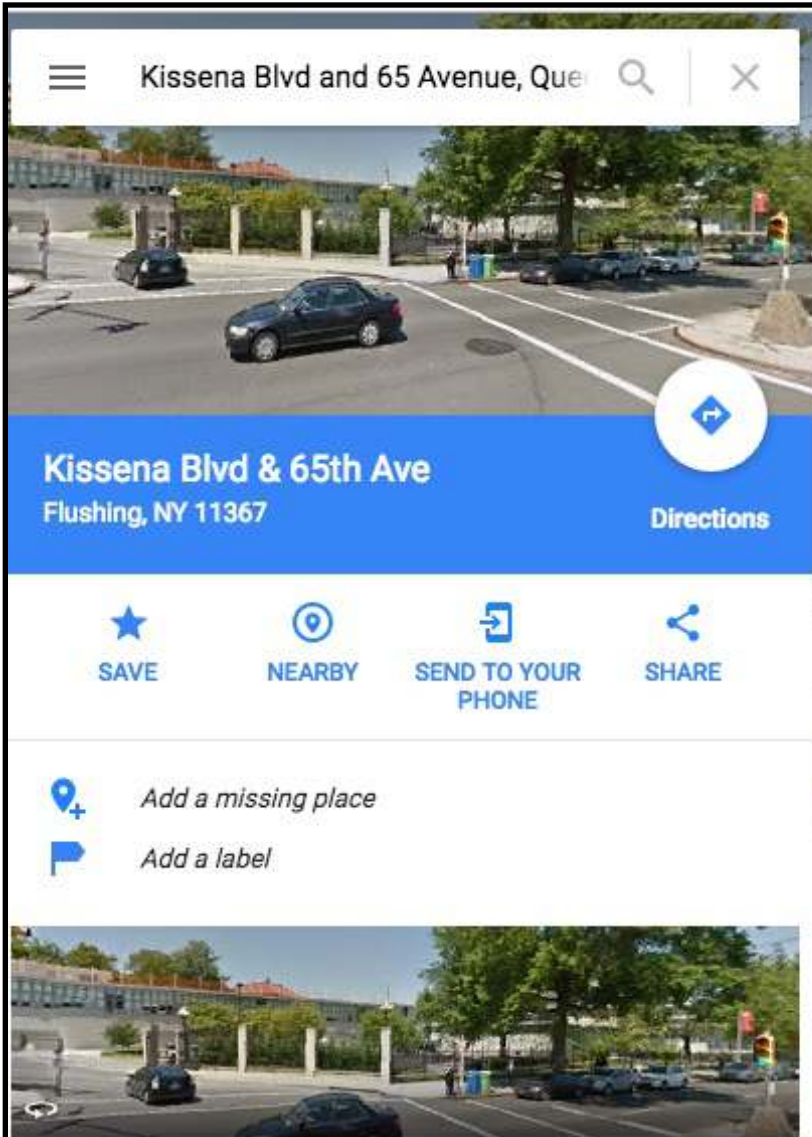 Kissena Blvd and 65 Avenue, Que
Kissena Blvd & 65th Ave
Flushing, NY 11367
Directions
SAVE
NEARBY
SEND TO YOUR
PHONE
SHARE
Add a missing place
Add a label